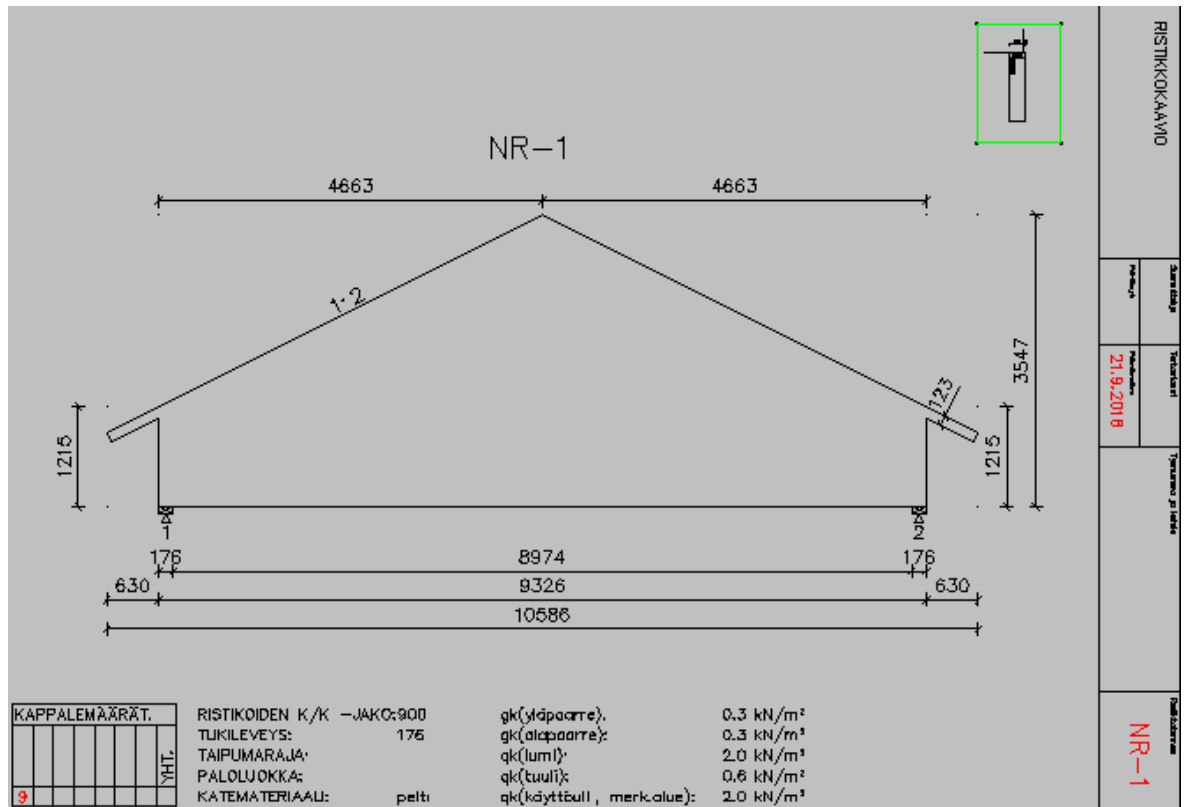 NR-1
4663 4663
1:2
3547
123
1215
1215
1 2
176 8974 176
630 9326 630
10586
KAPPALEMÄÄRÄT.
YHT.
9
RISTIKOIDEN K/K -JAKO:900
TUKILEVEYS: 176
TAIPUMARAJA:
PALOLUOKKA:
KATEMATERIAALI: pelti
gk(yläpaarre). 0.3 kN/m²
gk(alapaarre): 0.3 kN/m²
qk(lumi): 2.0 kN/m²
qk(tuuli): 0.6 kN/m²
qk(käyttöull, merk.alue): 2.0 kN/m²
RISTIKKOKAAVIO
21.9.2018
NR-1